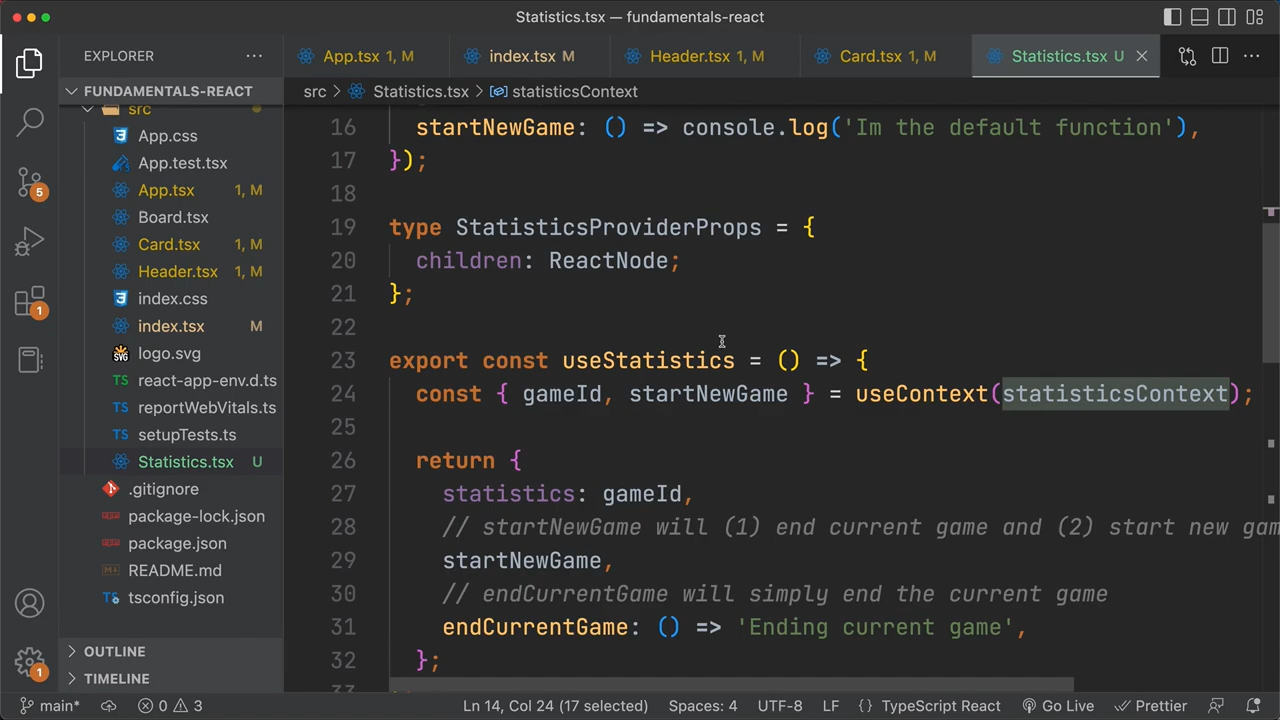 Statistics.tsx — fundamentals-react
EXPLORER
App.tsx 1, M
index.tsx M
Header.tsx 1, M
Card.tsx 1, M
Statistics.tsx U
FUNDAMENTALS-REACT
src
App.css
App.test.tsx
App.tsx 1, M
Board.tsx
Card.tsx 1, M
Header.tsx 1, M
index.css
index.tsx M
logo.svg
react-app-env.d.ts
reportWebVitals.ts
setupTests.ts
Statistics.tsx U
.gitignore
package-lock.json
package.json
README.md
tsconfig.json
OUTLINE
TIMELINE
5
1
1
src > Statistics.tsx > statisticsContext
16 startNewGame: () => console.log('Im the default function'),
17 });
18
19 type StatisticsProviderProps = {
20 children: ReactNode;
21 };
22
23 export const useStatistics = () => {
24 const { gameId, startNewGame } = useContext(statisticsContext);
25
26 return {
27 statistics: gameId,
28 // startNewGame will (1) end current game and (2) start new gam
29 startNewGame,
30 // endCurrentGame will simply end the current game
31 endCurrentGame: () => 'Ending current game',
32 };
33
main* 0 3 Ln 14, Col 24 (17 selected) Spaces: 4 UTF-8 LF {} TypeScript React Go Live Prettier